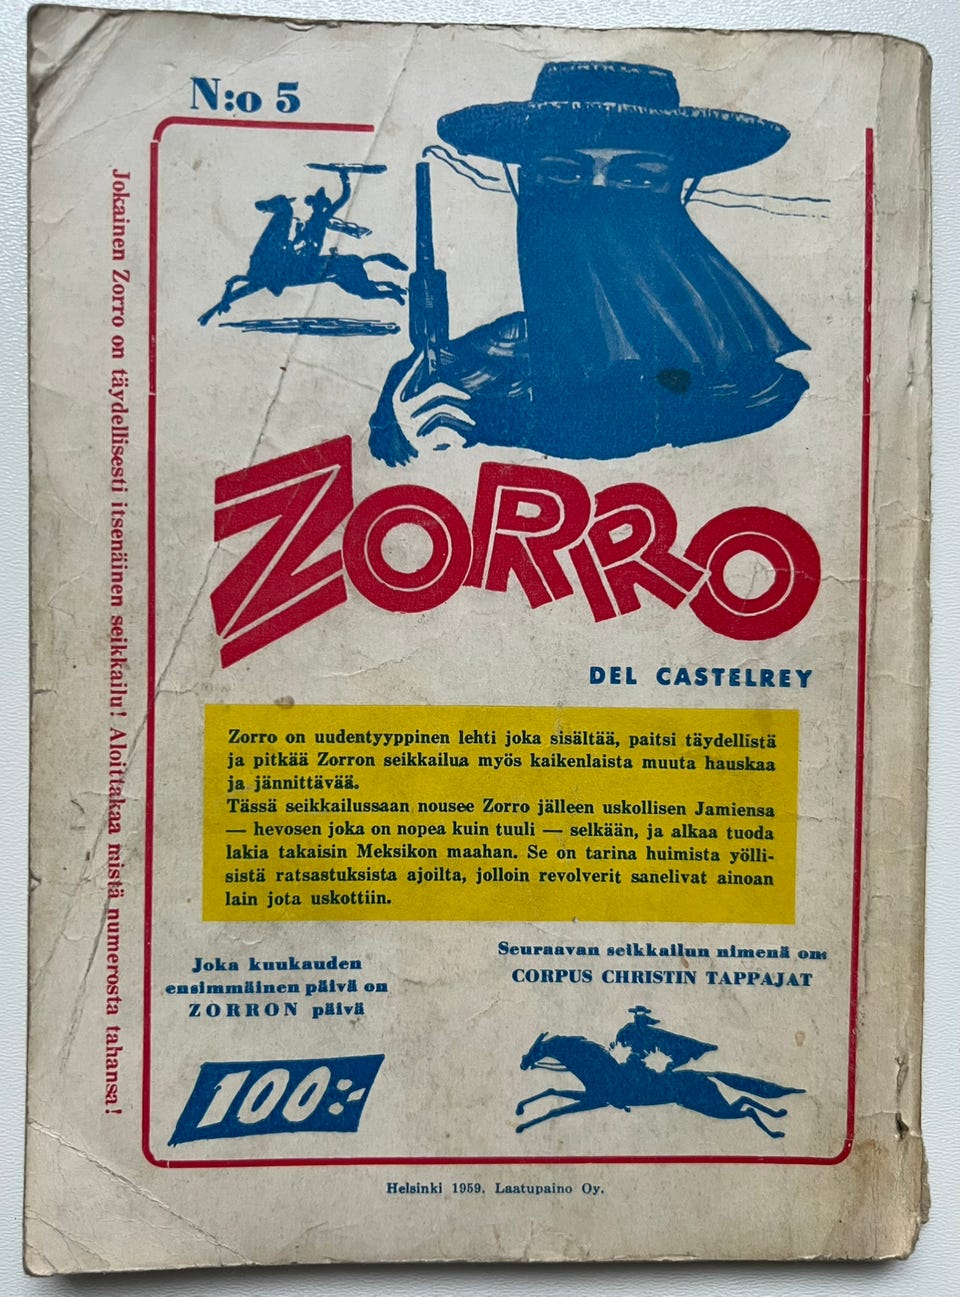 N:o 5
Jokainen Zorro on täydellisesti itsenäinen seikkailu! Aloittakaa mistä numerosta tahansa!
ZORRO
DEL CASTELREY
Zorro on uudentyyppinen lehti joka sisältää, paitsi täydellistä
ja pitkää Zorron seikkailua myös kaikenlaista muuta hauskaa
ja jännittävää.
Tässä seikkailussaan nousee Zorro jälleen uskollisen Jamiensa
— hevosen joka on nopea kuin tuuli — selkään, ja alkaa tuoda
lakia takaisin Meksikon maahan. Se on tarina huimista yölli-
sistä ratsastuksista ajoilta, jolloin revolverit sanelivat ainoan
lain jota uskottiin.
Joka kuukauden
ensimmäinen päivä on
ZORRON päivä
100:-
Seuraavan seikkailun nimenä on:
CORPUS CHRISTIN TAPPAJAT
Helsinki 1959. Laatupaino Oy.